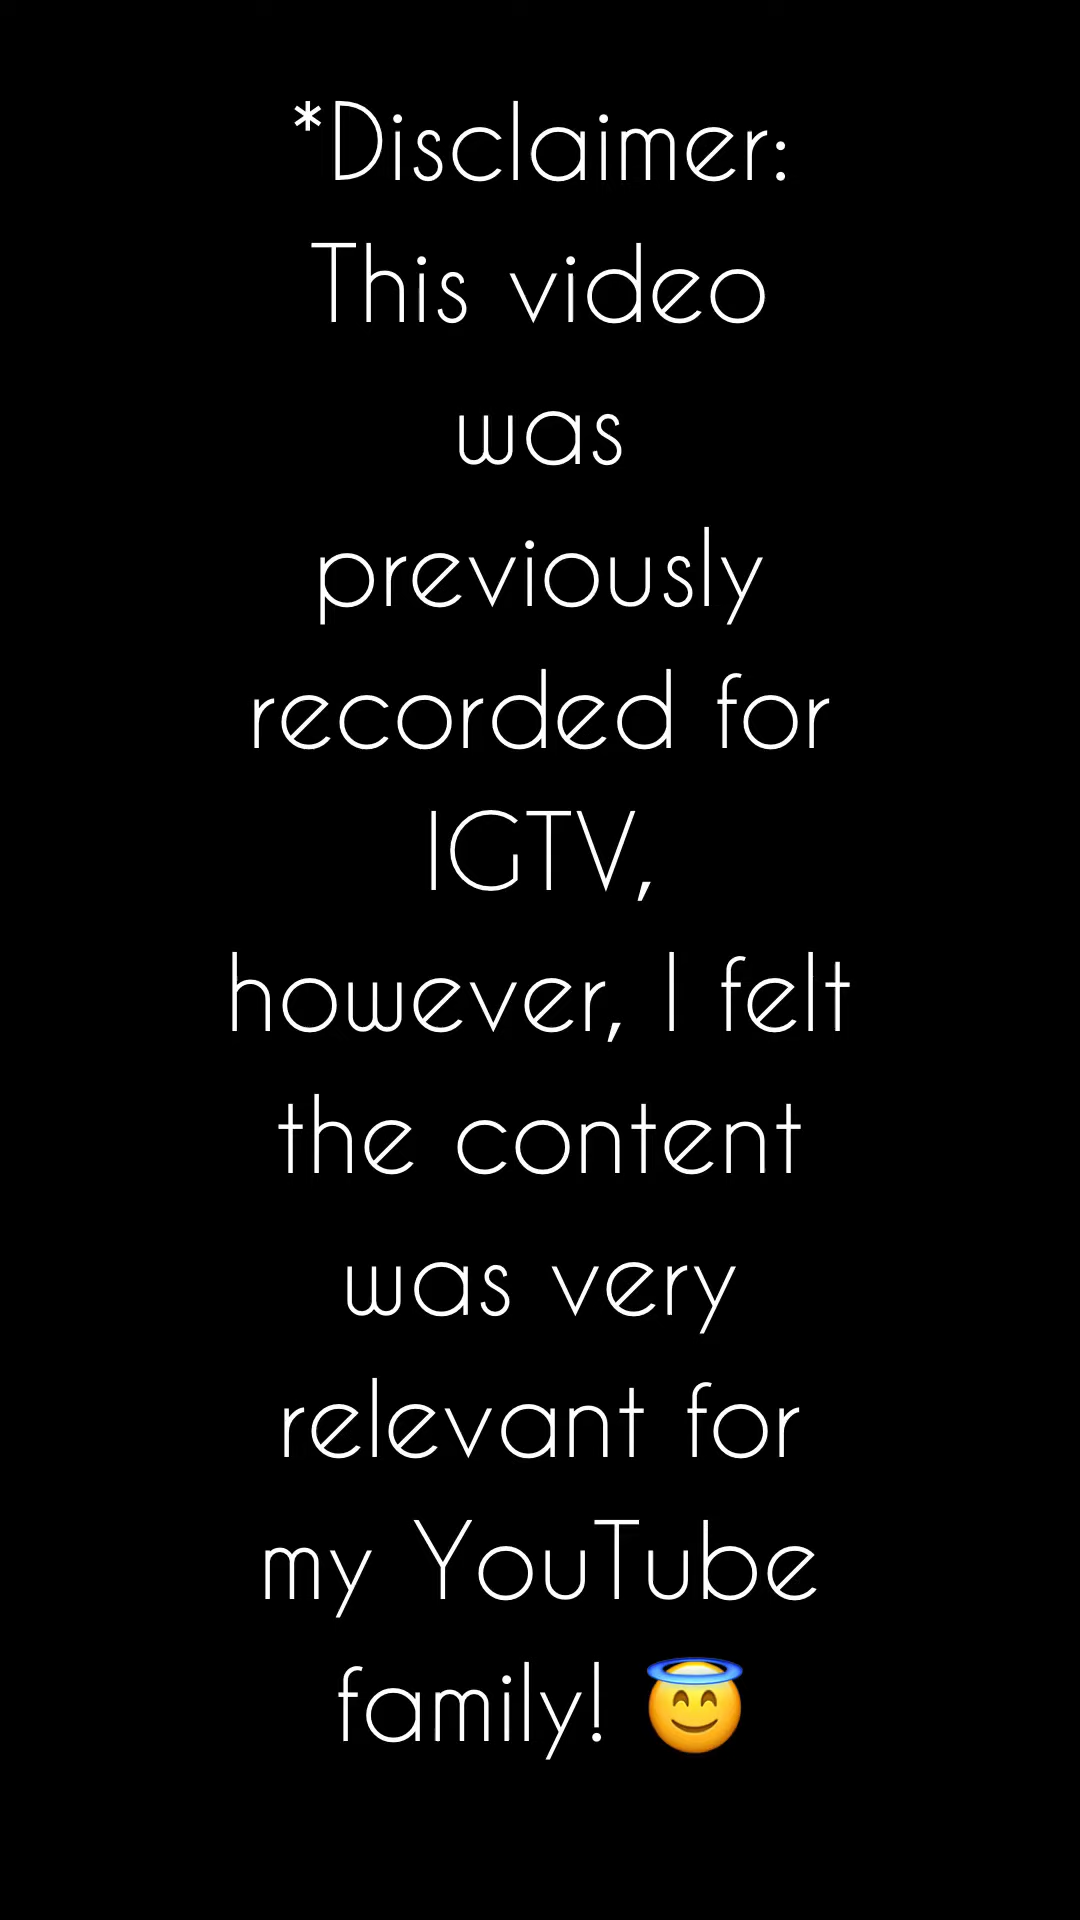 *Disclaimer:
This video
was
previously
recorded for
IGTV,
however, I felt
the content
was very
relevant for
my YouTube
family! 😇